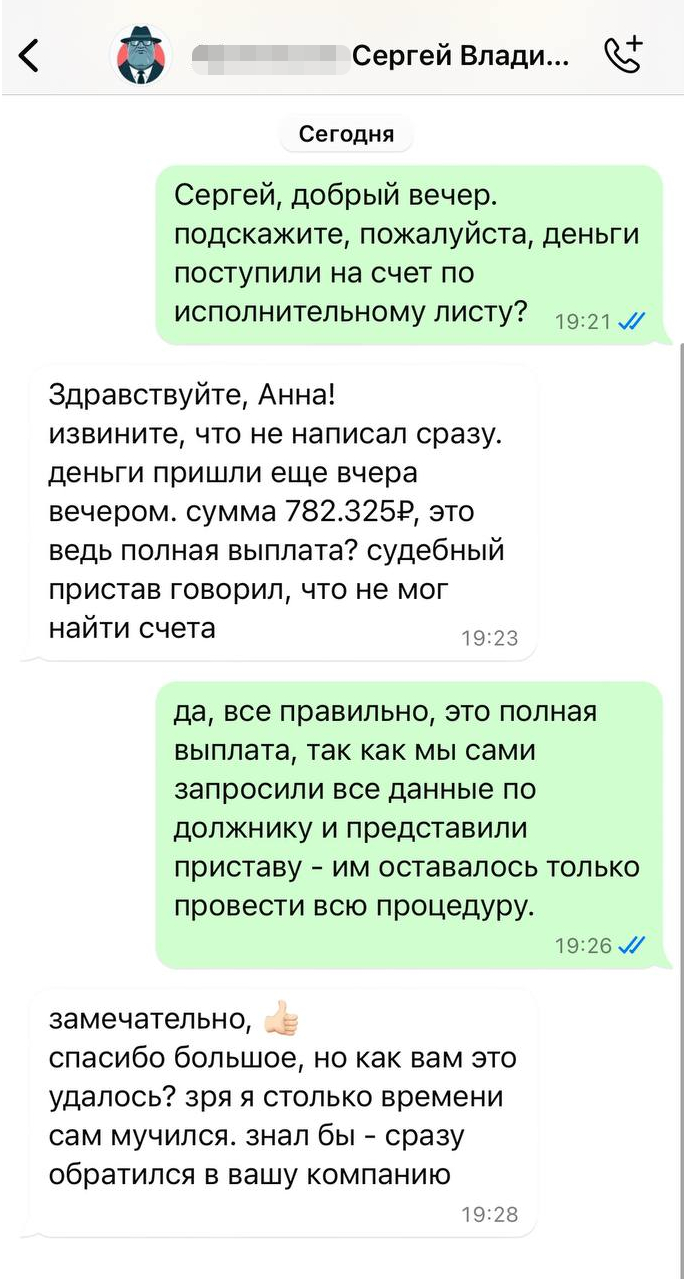 Сергей Влади...
Сегодня
Сергей, добрый вечер.
подскажите, пожалуйста, деньги
поступили на счет по
исполнительному листу?
19:21
Здравствуйте, Анна!
извините, что не написал сразу.
деньги пришли еще вчера
вечером. сумма 782.325₽, это
ведь полная выплата? судебный
пристав говорил, что не мог
найти счета
19:23
да, все правильно, это полная
выплата, так как мы сами
запросили все данные по
должнику и представили
приставу - им оставалось только
провести всю процедуру.
19:26
замечательно, 👍🏻
спасибо большое, но как вам это
удалось? зря я столько времени
сам мучился. знал бы - сразу
обратился в вашу компанию
19:28